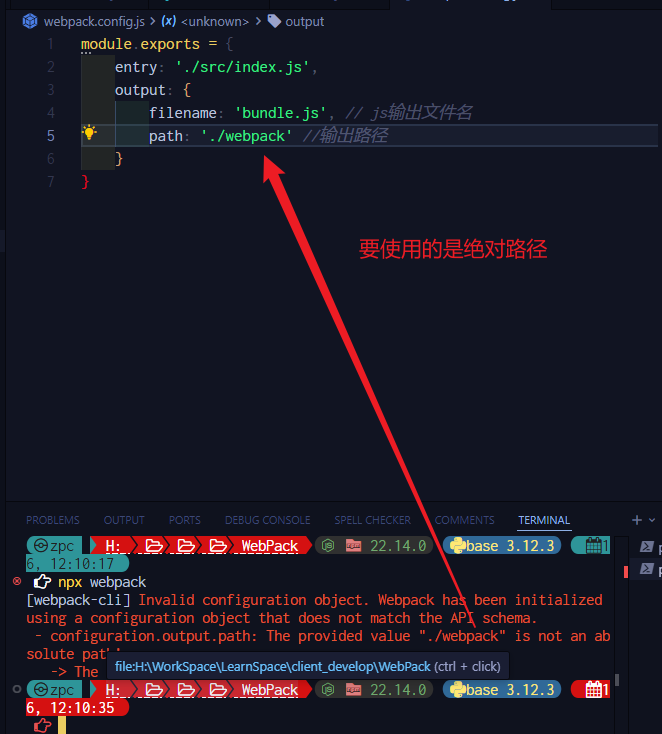 webpack.config.js > <unknown> > output
1 module.exports = {
2 entry: './src/index.js',
3 output: {
4 filename: 'bundle.js', // js输出文件名
5 path: './webpack' //输出路径
6 }
7 }
要使用的是绝对路径
PROBLEMS OUTPUT PORTS DEBUG CONSOLE SPELL CHECKER COMMENTS TERMINAL
zpc H: WebPack 22.14.0 base 3.12.3 1
6, 12:10:17
npx webpack
[webpack-cli] Invalid configuration object. Webpack has been initialized
using a configuration object that does not match the API schema.
- configuration.output.path: The provided value "./webpack" is not an ab
solute path!
-> The
file:H:\WorkSpace\LearnSpace\client_develop\WebPack (ctrl + click)
zpc H: WebPack 22.14.0 base 3.12.3 1
6, 12:10:35